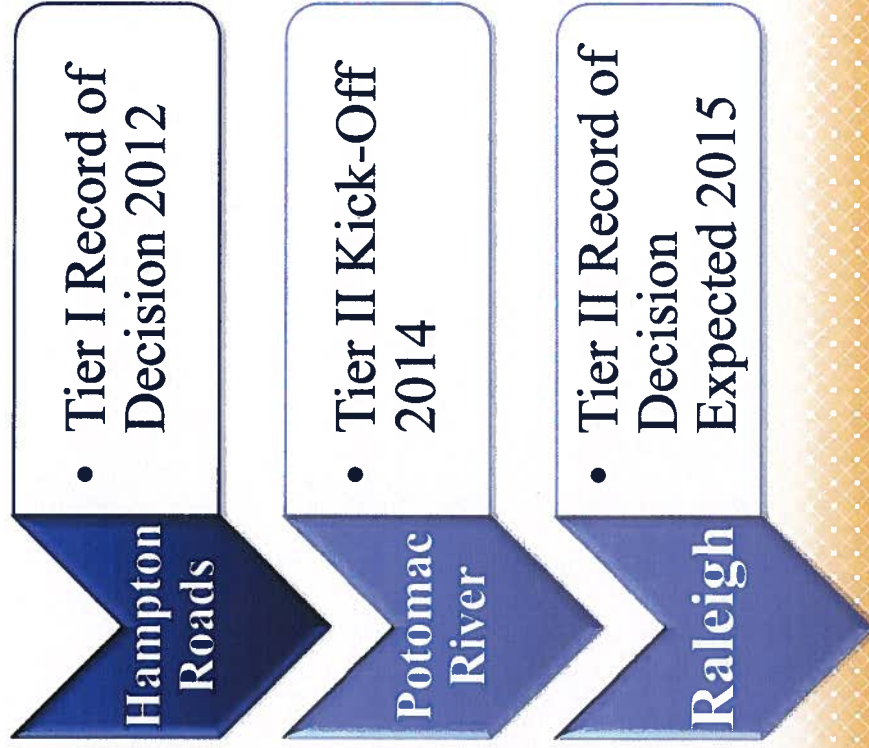 Hampton
Roads
• Tier I Record of
Decision 2012
Potomac
River
• Tier II Kick-Off
2014
Raleigh
• Tier II Record of
Decision
Expected 2015